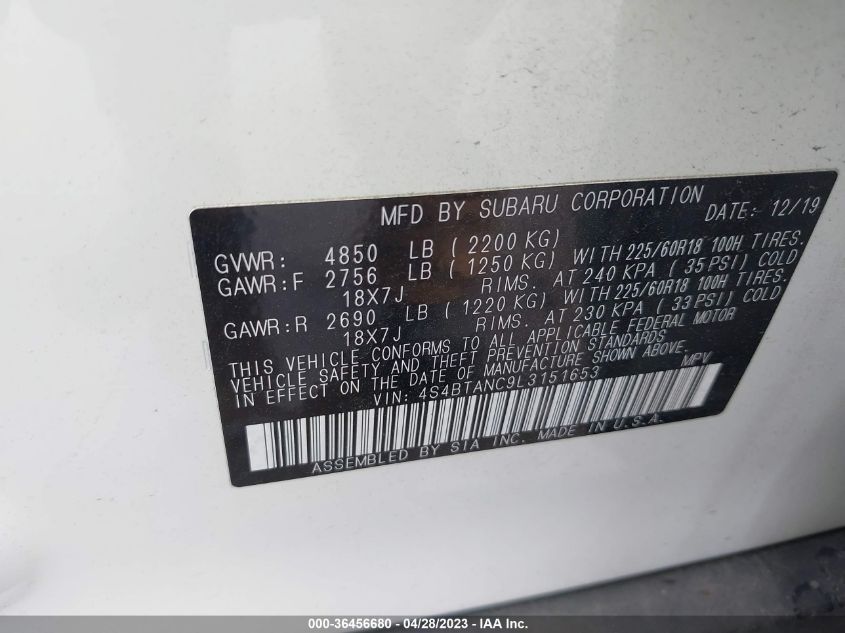 MFD BY SUBARU CORPORATION DATE: 12/19
GVWR: 4850 LB ( 2200 KG)
GAWR:F 2756 LB ( 1250 KG) WITH 225/60R18 100H TIRES.
18X7J RIMS. AT 240 KPA ( 35 PSI) COLD
GAWR:R 2690 LB ( 1220 KG) WITH 225/60R18 100H TIRES.
18X7J RIMS. AT 230 KPA ( 33 PSI) COLD
THIS VEHICLE CONFORMS TO ALL APPLICABLE FEDERAL MOTOR
VEHICLE SAFETY AND THEFT PREVENTION STANDARDS
IN EFFECT ON THE DATE OF MANUFACTURE SHOWN ABOVE.
VIN: 4S4BTANC9L3151653 MPV
ASSEMBLED BY SIA INC. MADE IN U.S.A.
000-36456680 - 04/28/2023 - IAAI.COM